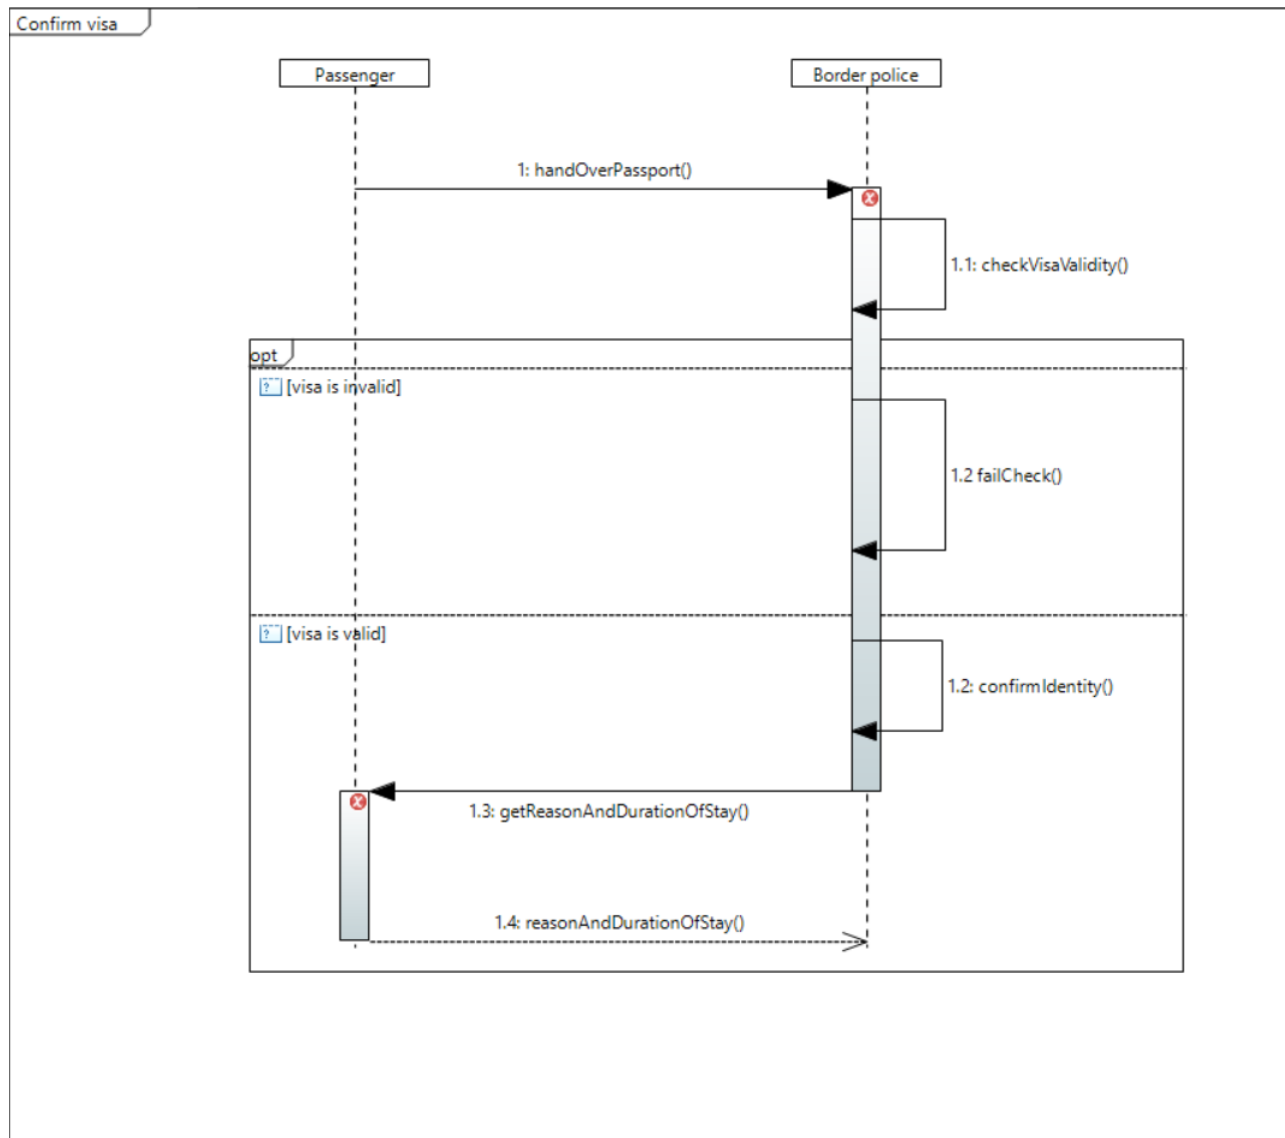 Confirm visa
Passenger
Border police
1: handOverPassport()
1.1: checkVisaValidity()
opt
[visa is invalid]
1.2 failCheck()
[visa is valid]
1.2: confirmIdentity()
1.3: getReasonAndDurationOfStay()
1.4: reasonAndDurationOfStay()